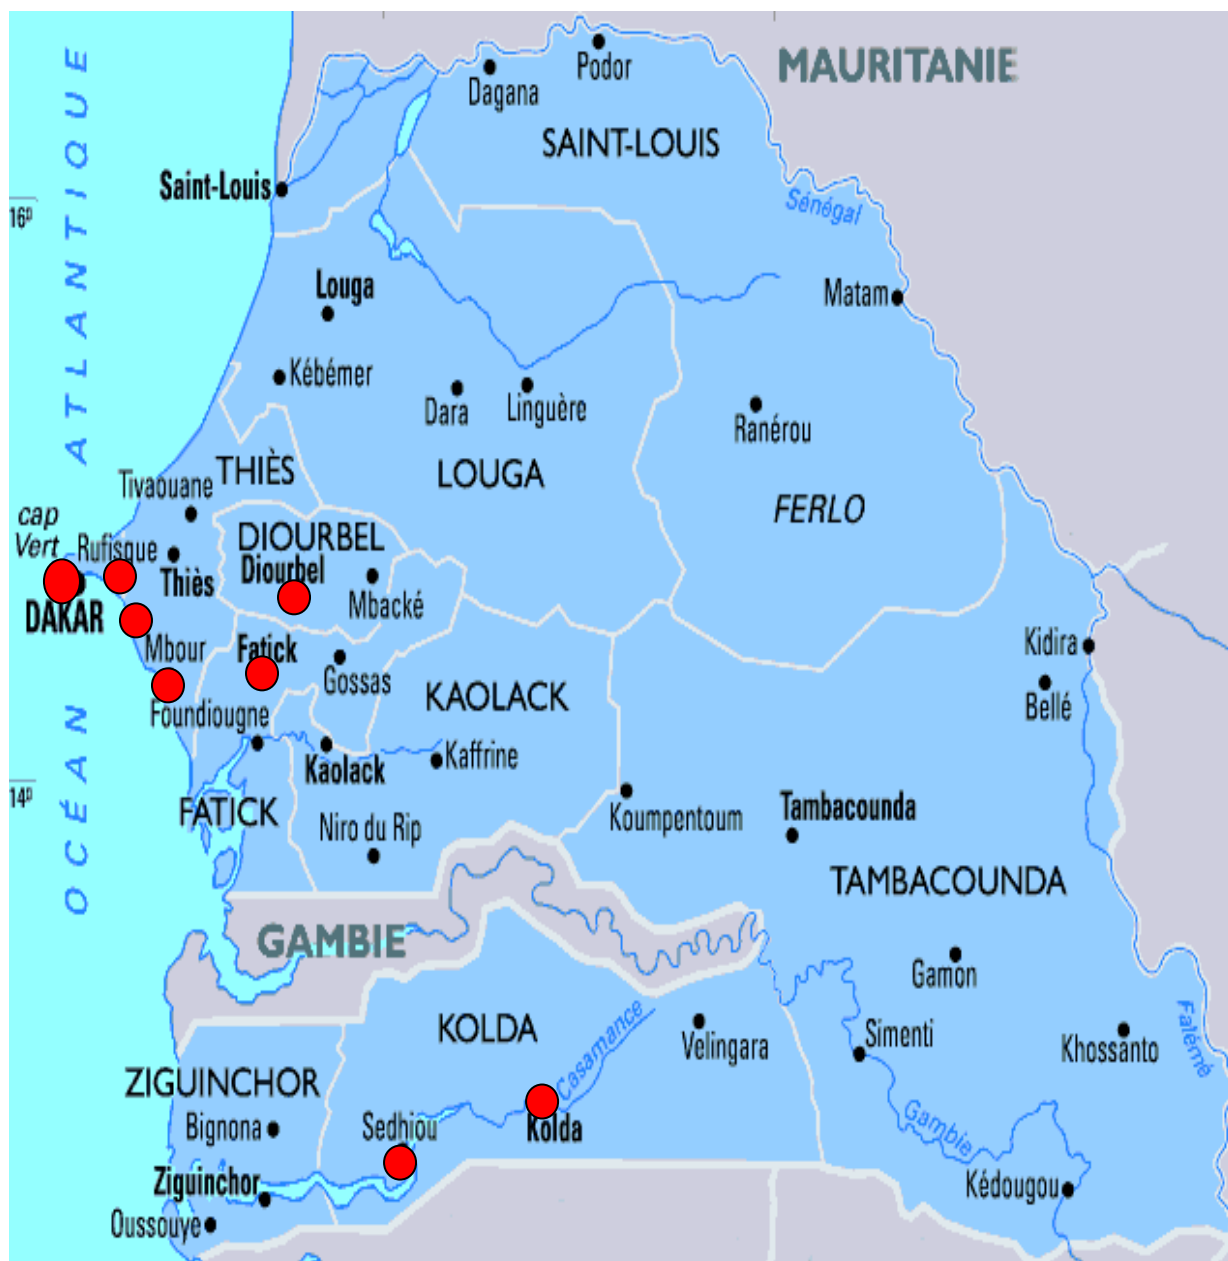 MAURITANIE
Podor
Dagana
SAINT-LOUIS
Saint-Louis
Sénégal
16º
ATLANTIQUE
Louga
Matam
Kébémer
Dara
Linguère
Ranérou
THIÈS
LOUGA
Tivaouane
FERLO
cap
Vert
Rufisque
DIOURBEL
Diourbel
Thiès
Mbacké
DAKAR
Mbour
Fatick
Gossas
Kidira
Bellé
KAOLACK
Foundiougne
OCÉAN
Kaolack
Kaffrine
14º
FATICK
Niro du Rip
Koumpentoum
Tambacounda
TAMBACOUNDA
GAMBIE
Gamon
KOLDA
Casamance
Velingara
Simenti
Khossanto
Falémé
ZIGUINCHOR
Bignona
Sedhiou
Kolda
Gambie
Ziguinchor
Kédougou
Oussouye